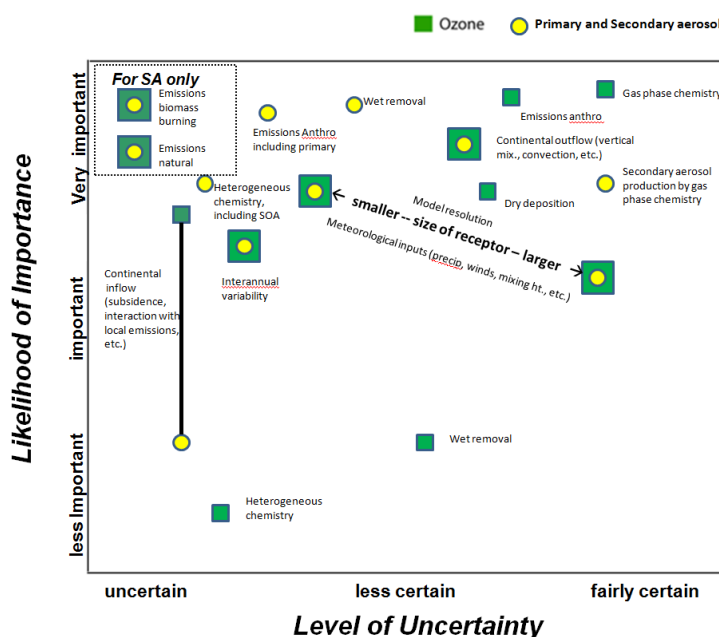 Ozone
Primary and Secondary aerosol
For SA only
Emissions
biomass
burning
Emissions
natural
Wet removal
Emissions Anthro
including primary
Emissions anthro
Gas phase chemistry
Continental outflow (vertical
mix., convection, etc.)
Secondary aerosol
production by gas
phase chemistry
Heterogeneous
chemistry,
including SOA
Dry deposition
Model resolution
smaller -- size of receptor – larger
Meteorological inputs (precip, winds, mixing ht., etc.)
Interannual
variability
Continental
inflow
(subsidence,
interaction with
local emissions,
etc.)
Wet removal
Heterogeneous
chemistry
Likelihood of Importance
Very important
important
less Important
uncertain
less certain
fairly certain
Level of Uncertainty